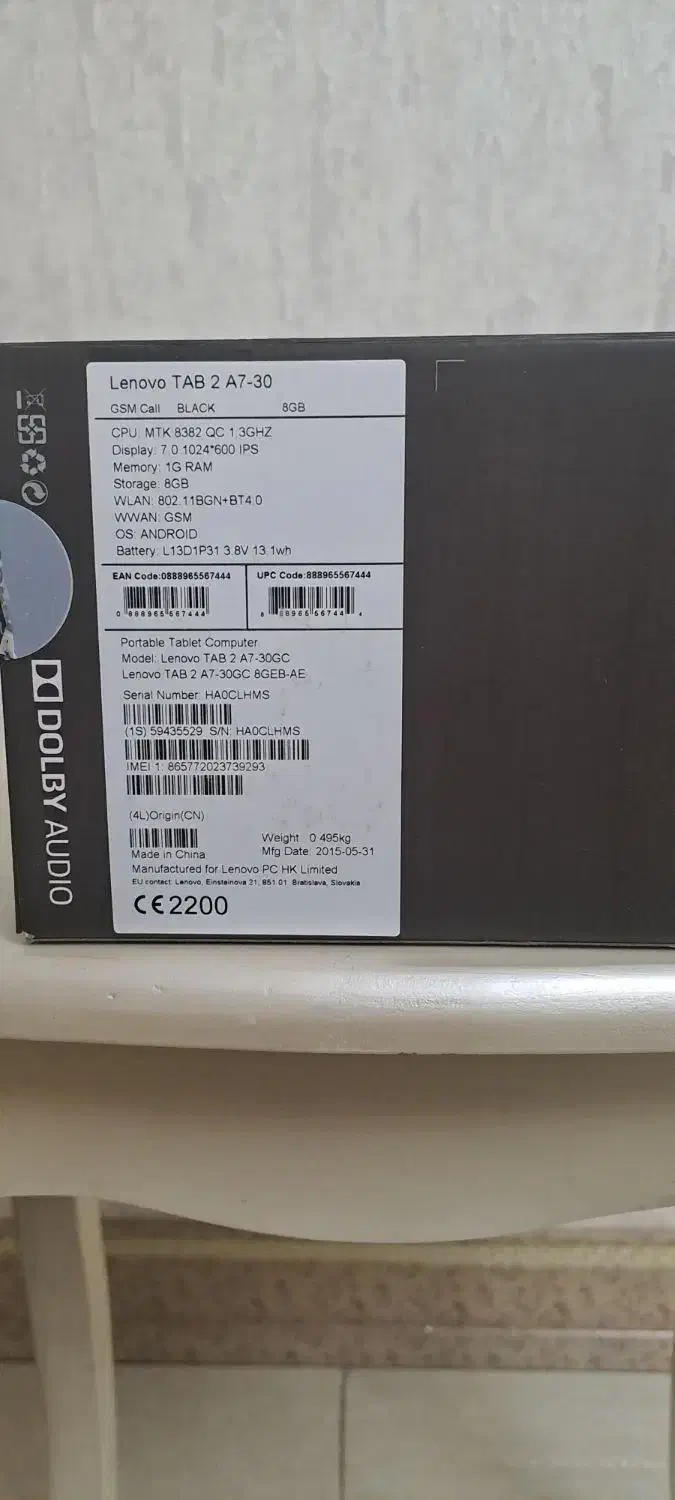 Lenovo TAB 2 A7-30
GSM Call BLACK 8GB
CPU: MTK 8382 QC 1.3GHZ
Display: 7.0 1024*600 IPS
Memory: 1G RAM
Storage: 8GB
WLAN: 802.11BGN+BT4.0
WWAN: GSM
OS: ANDROID
Battery: L13D1P31 3.8V 13.1wh
EAN Code:0888965567444 UPC Code:888965567444
0 888965 567444 8 88965 56744 4
Portable Tablet Computer
Model: Lenovo TAB 2 A7-30GC
Lenovo TAB 2 A7-30GC 8GEB-AE
Serial Number: HA0CLHMS
(1S) 59435529 S/N: HA0CLHMS
IMEI 1: 865772023739293
(4L)Origin(CN)
Weight 0.495kg
Made in China Mfg Date: 2015-05-31
Manufactured for Lenovo PC HK Limited
EU contact: Lenovo, Einsteinova 21, 851 01 Bratislava, Slovakia
CE2200
DOLBY AUDIO